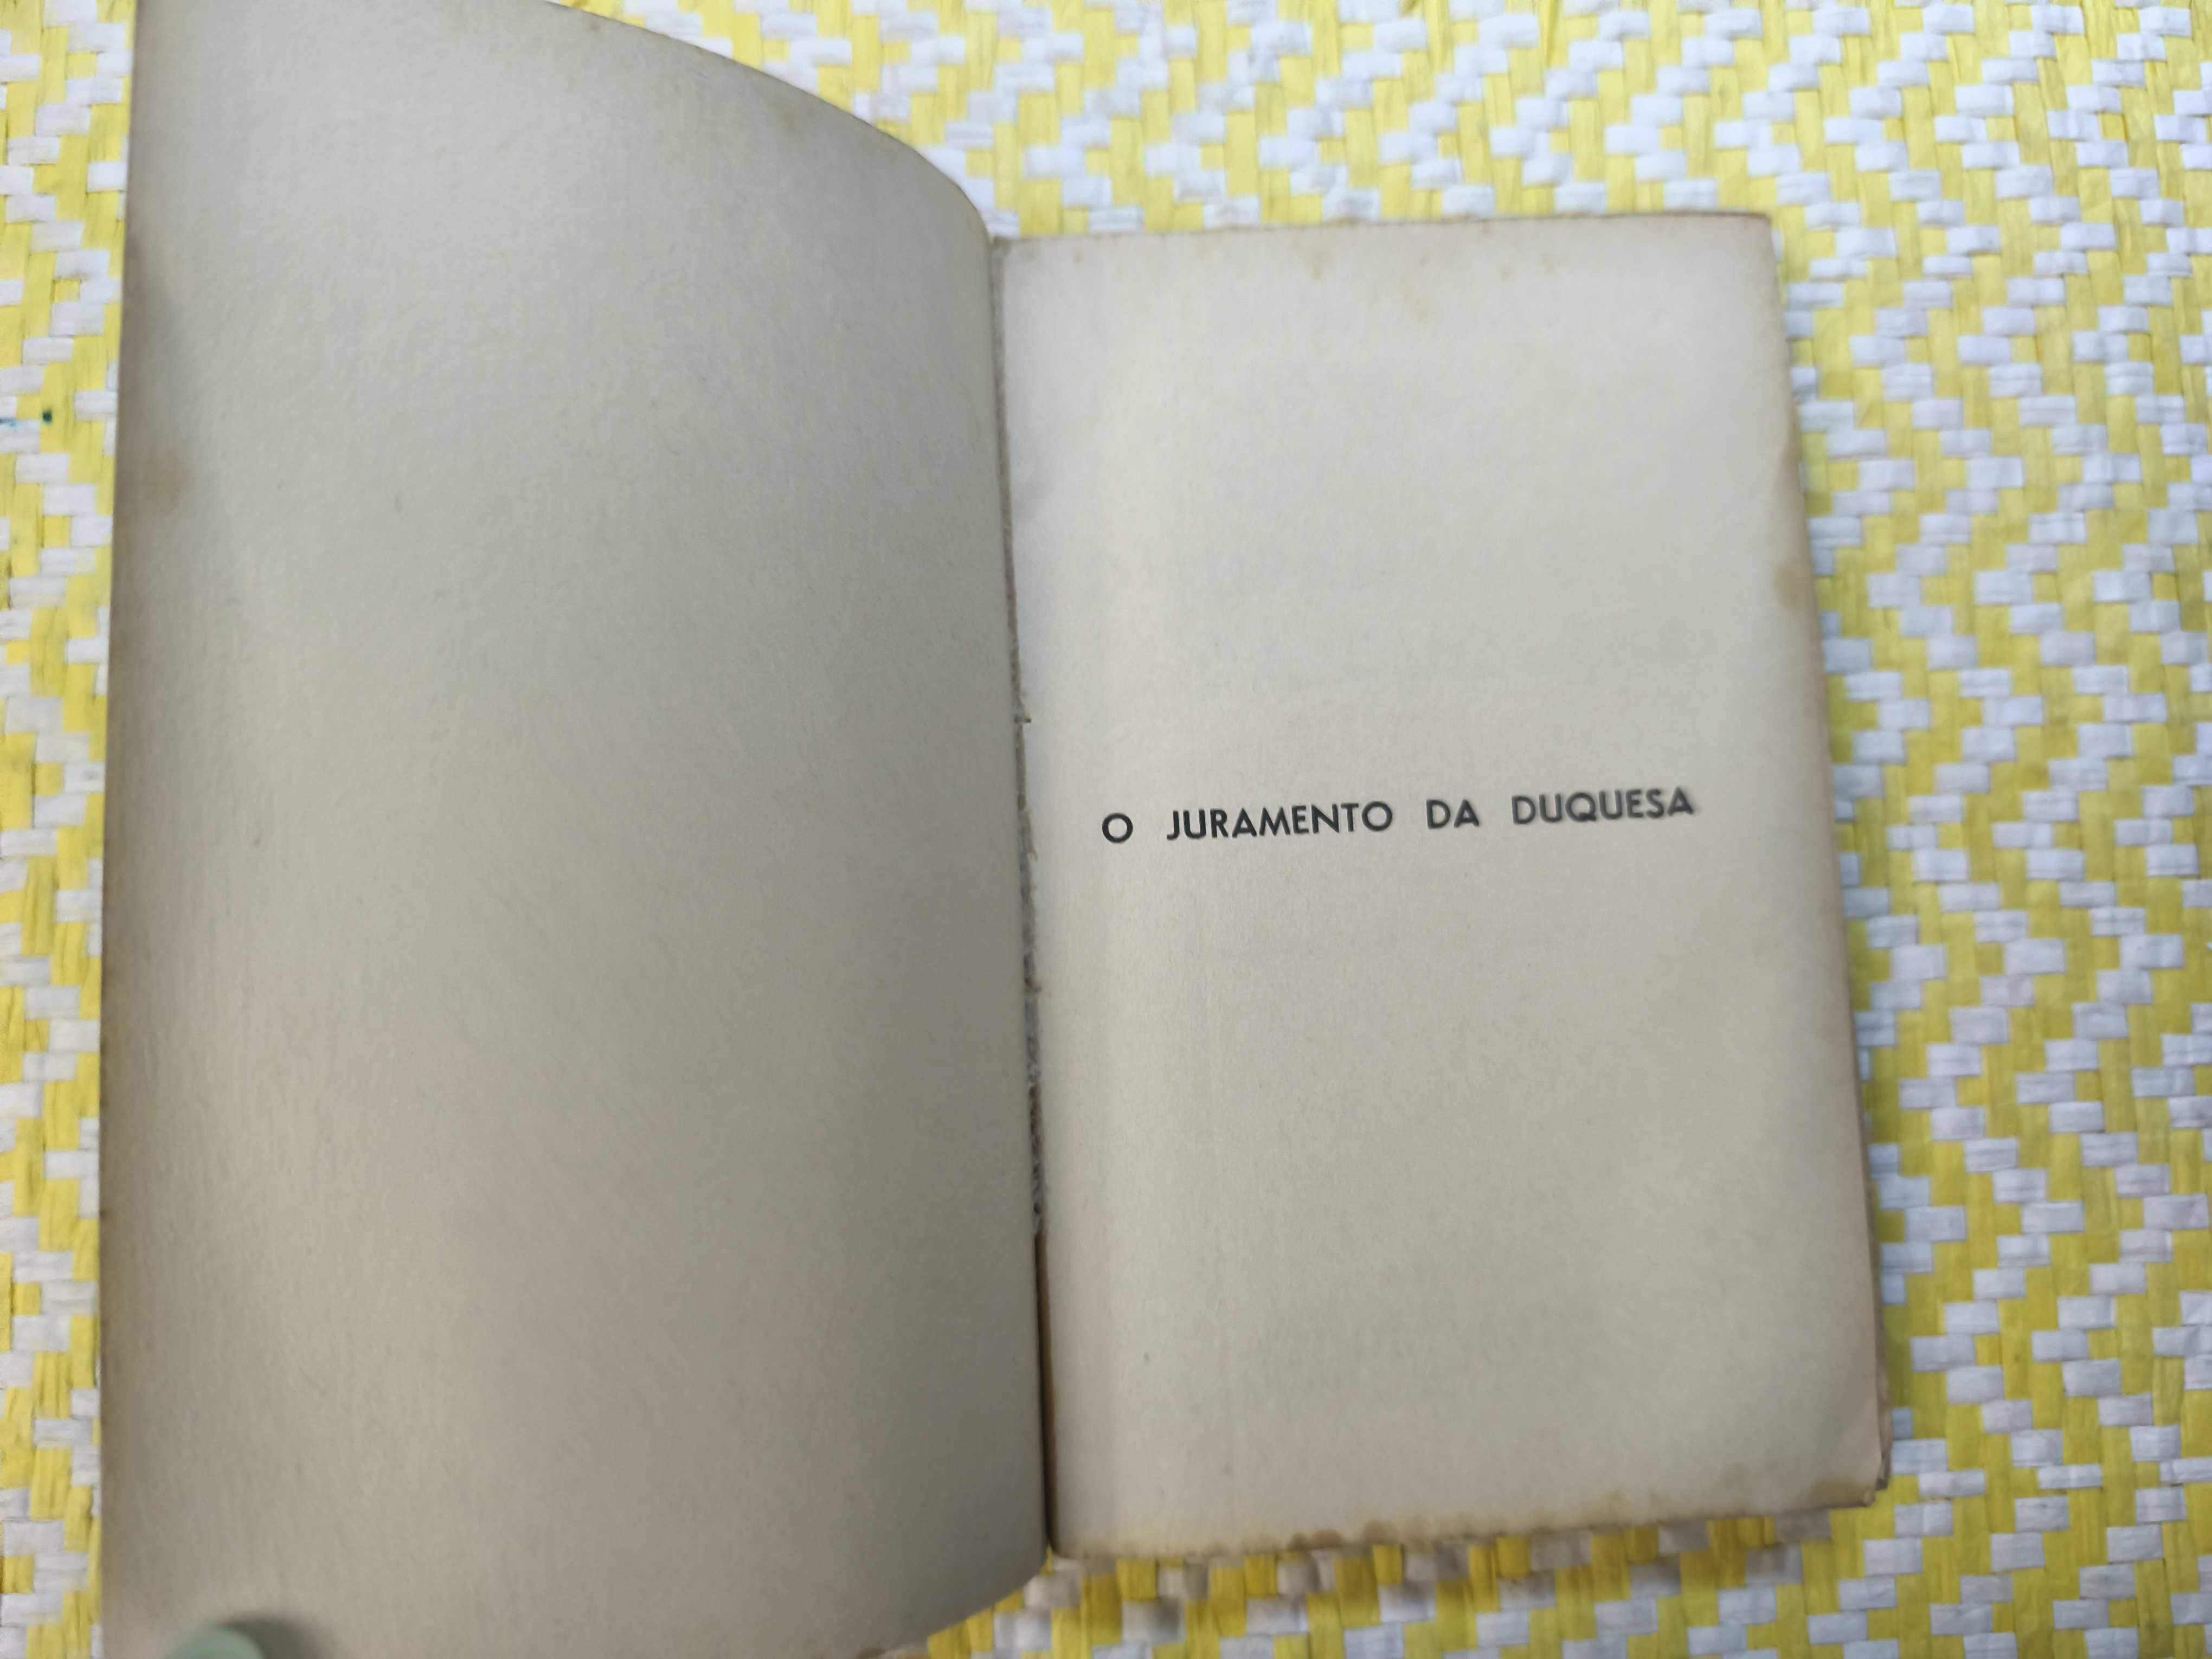 O JURAMENTO DA DUQUESA